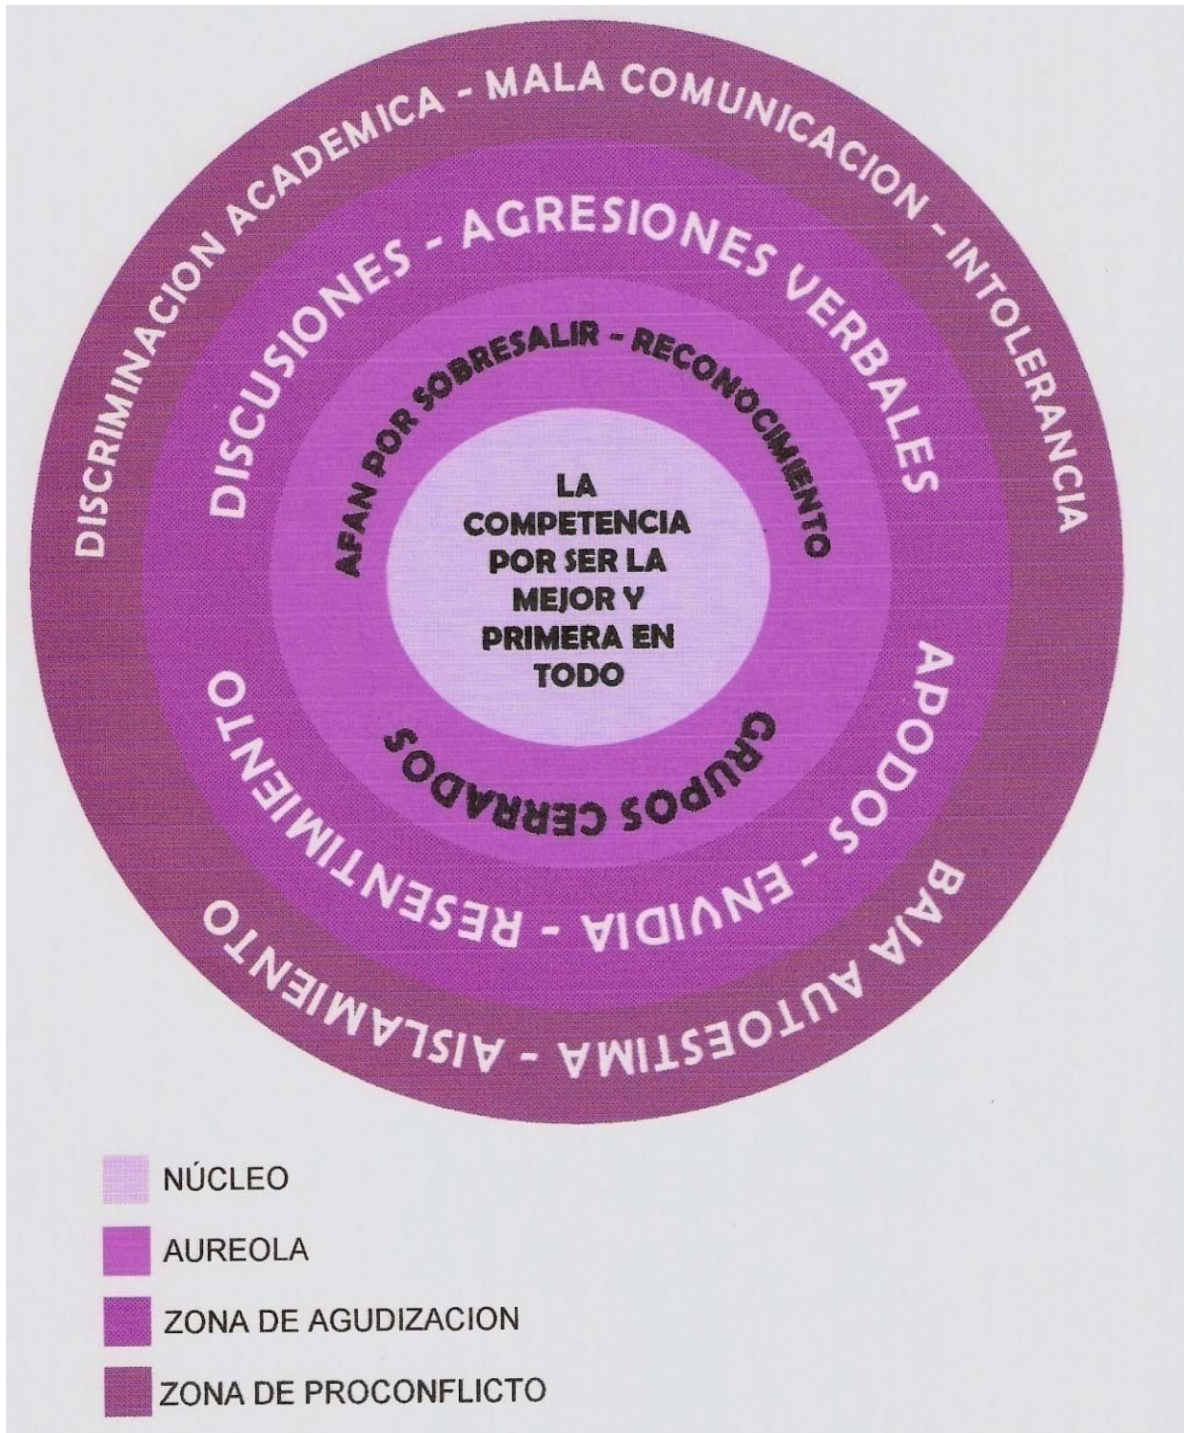 DISCRIMINACION ACADEMICA - MALA COMUNICACION - INTOLERANCIA
BAJA AUTOESTIMA - AISLAMIENTO
DISCUSIONES - AGRESIONES VERBALES
APODOS - ENVIDIA - RESENTIMIENTO
AFAN POR SOBRESALIR - RECONOCIMIENTO
GRUPOS CERRADOS
LA
COMPETENCIA
POR SER LA
MEJOR Y
PRIMERA EN
TODO
NÚCLEO
AUREOLA
ZONA DE AGUDIZACION
ZONA DE PROCONFLICTO